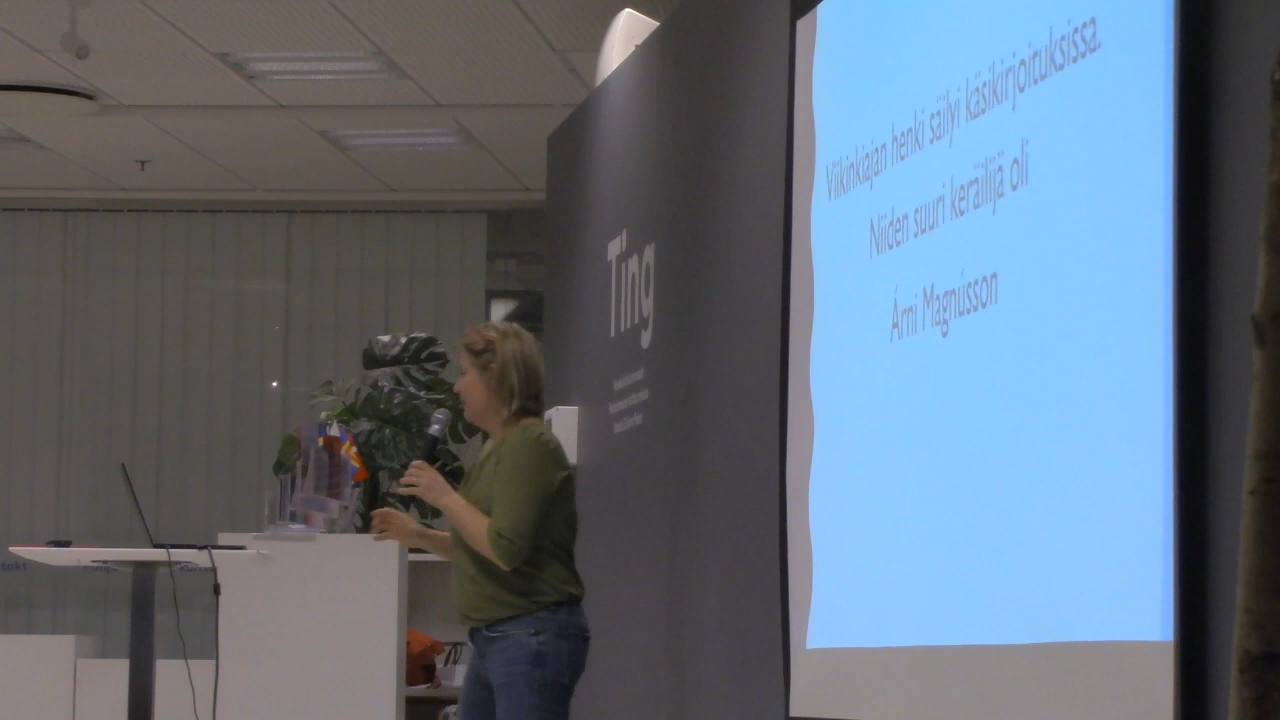 Viikinkiajan henki säilyi käsikirjoituksissa.
Niiden suuri keräilijä oli
Árni Magnússon
Ting